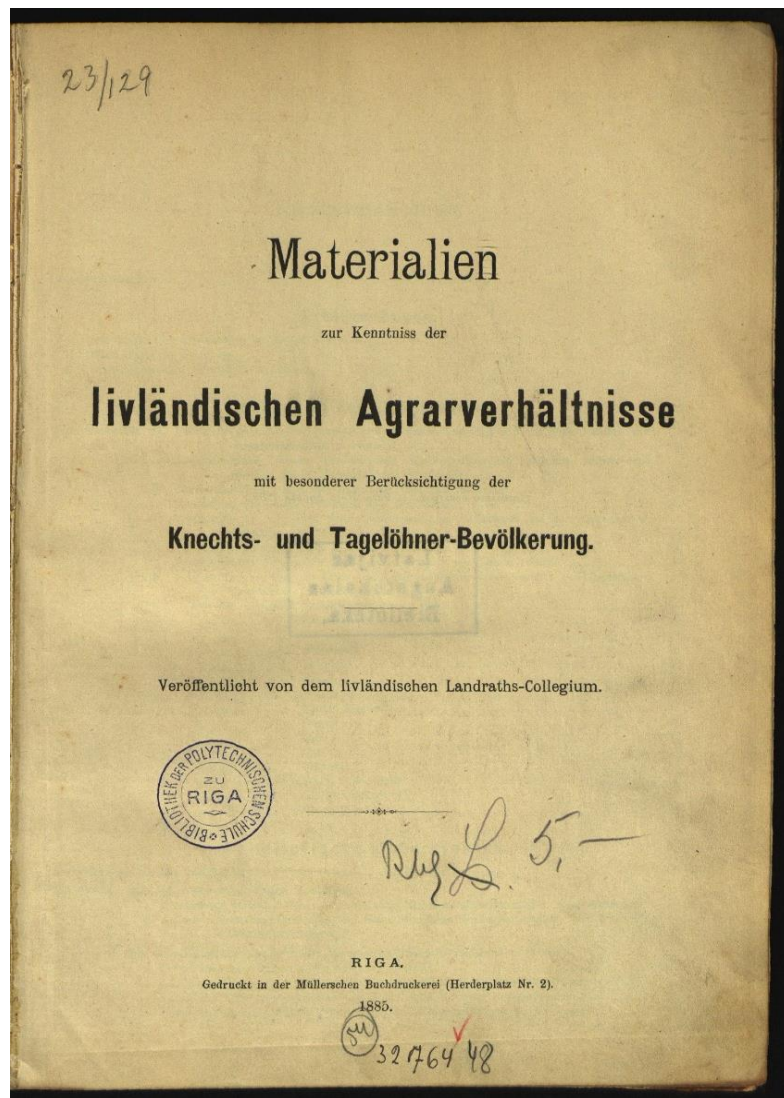 23/129
Materialien
zur Kenntniss der
livländischen Agrarverhältnisse
mit besonderer Berücksichtigung der
Knechts- und Tagelöhner-Bevölkerung.
Veröffentlicht von dem livländischen Landraths-Collegium.
BIBLIOTHEK DER POLYTECHNISCHEN SCHULE
ZU
RIGA
5,-
RIGA.
Gedruckt in der Müllerschen Buchdruckerei (Herderplatz Nr. 2).
1885.